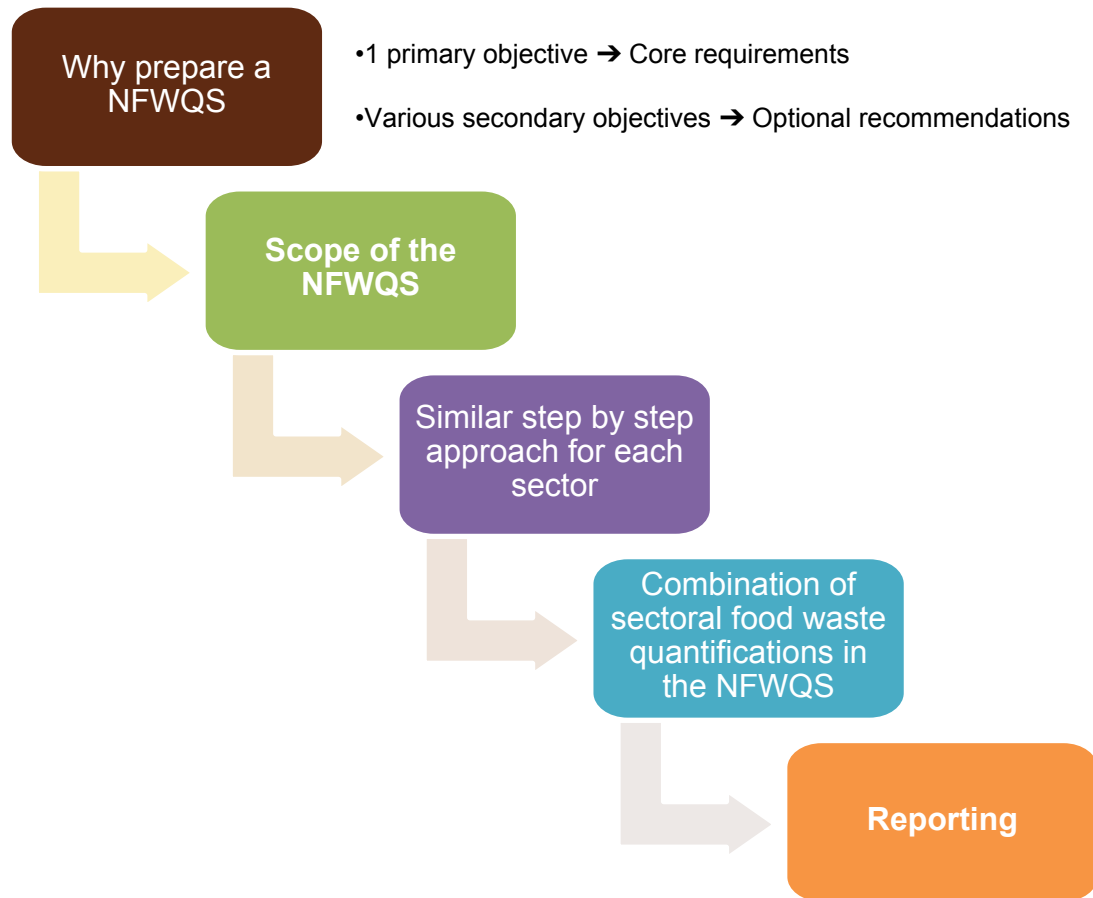 Why prepare a
NFWQS
•1 primary objective ➔ Core requirements
•Various secondary objectives ➔ Optional recommendations
Scope of the
NFWQS
Similar step by step
approach for each
sector
Combination of
sectoral food waste
quantifications in
the NFWQS
Reporting